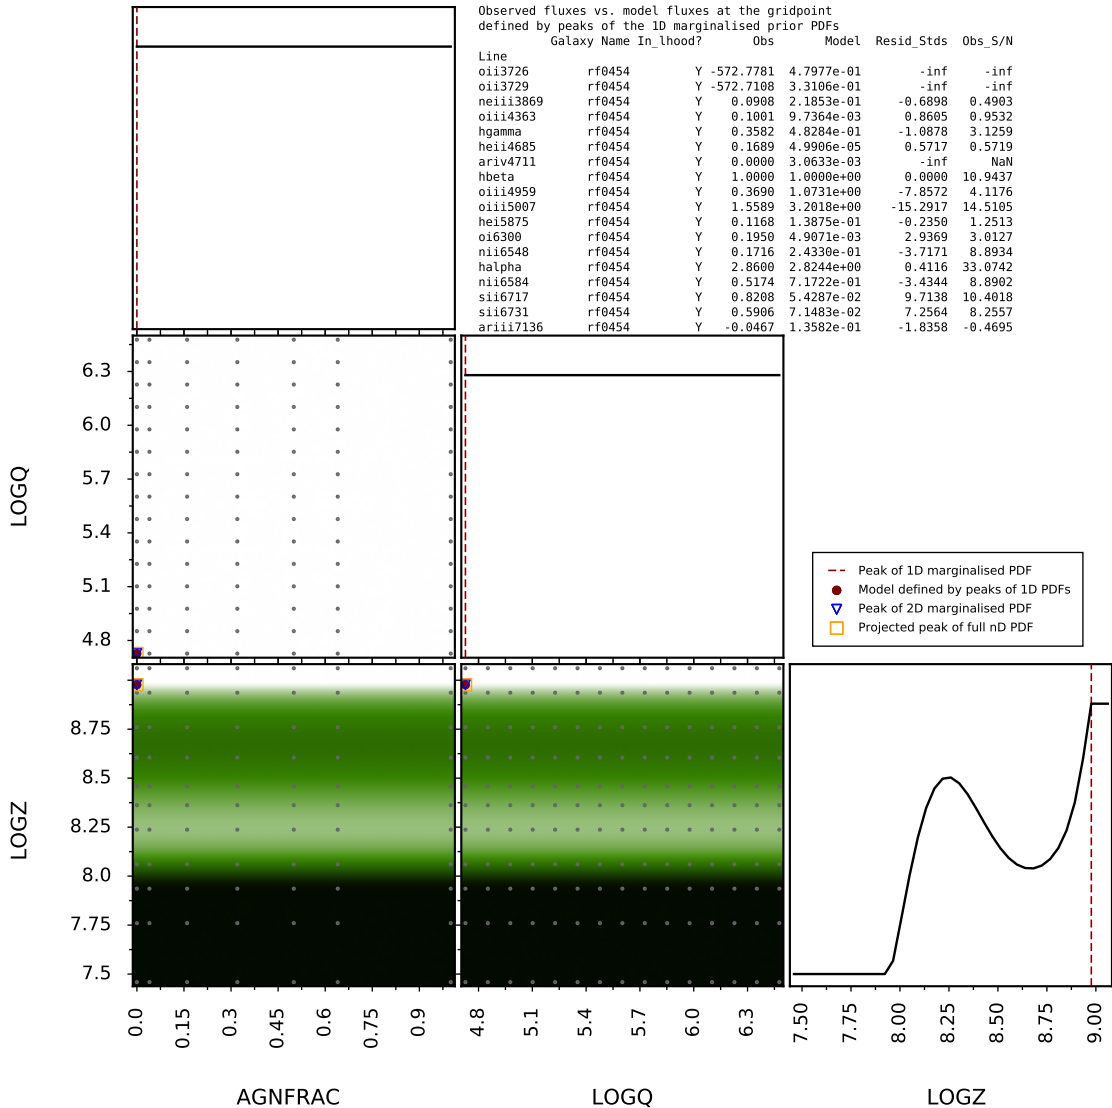 Observed fluxes vs. model fluxes at the gridpoint
defined by peaks of the 1D marginalised prior PDFs
Galaxy Name In_lhood? Obs Model Resid_Stds Obs_S/N
Line
oii3726 rf0454 Y -572.7781 4.7977e-01 -inf -inf
oii3729 rf0454 Y -572.7108 3.3106e-01 -inf -inf
neiii3869 rf0454 Y 0.0908 2.1853e-01 -0.6898 0.4903
oiii4363 rf0454 Y 0.1001 9.7364e-03 0.8605 0.9532
hgamma rf0454 Y 0.3582 4.8284e-01 -1.0878 3.1259
heii4685 rf0454 Y 0.1689 4.9906e-05 0.5717 0.5719
ariv4711 rf0454 Y 0.0000 3.0633e-03 -inf NaN
hbeta rf0454 Y 1.0000 1.0000e+00 0.0000 10.9437
oiii4959 rf0454 Y 0.3690 1.0731e+00 -7.8572 4.1176
oiii5007 rf0454 Y 1.5589 3.2018e+00 -15.2917 14.5105
hei5875 rf0454 Y 0.1168 1.3875e-01 -0.2350 1.2513
oi6300 rf0454 Y 0.1950 4.9071e-03 2.9369 3.0127
nii6548 rf0454 Y 0.1716 2.4330e-01 -3.7171 8.8934
halpha rf0454 Y 2.8600 2.8244e+00 0.4116 33.0742
nii6584 rf0454 Y 0.5174 7.1722e-01 -3.4344 8.8902
sii6717 rf0454 Y 0.8208 5.4287e-02 9.7138 10.4018
sii6731 rf0454 Y 0.5906 7.1483e-02 7.2564 8.2557
ariii7136 rf0454 Y -0.0467 1.3582e-01 -1.8358 -0.4695
6.3
6.0
5.7
5.4
5.1
4.8
LOGQ
Peak of 1D marginalised PDF
Model defined by peaks of 1D PDFs
Peak of 2D marginalised PDF
Projected peak of full nD PDF
8.75
8.5
8.25
8.0
7.75
7.5
LOGZ
0.0 0.15 0.3 0.45 0.6 0.75 0.9
4.8 5.1 5.4 5.7 6.0 6.3
7.50 7.75 8.00 8.25 8.50 8.75 9.00
AGNFRAC LOGQ LOGZ